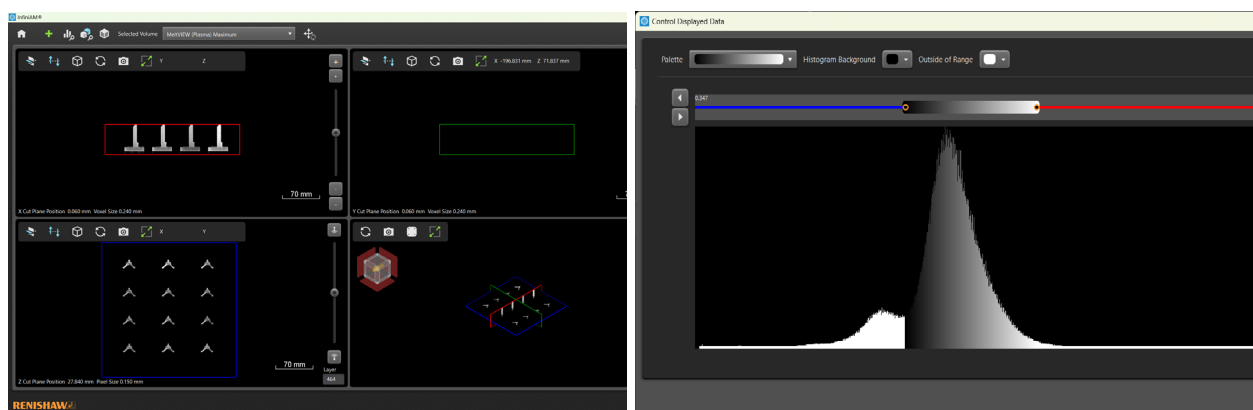 InfiniAM®
Selected Volume MeltVIEW (Plasma) Maximum
Y Z
X -196.831 mm Z 71.837 mm
70 mm
X Cut Plane Position 0.060 mm Voxel Size 0.240 mm
Y Cut Plane Position 0.060 mm Voxel Size 0.240 mm
X Y
70 mm
Layer
464
Z Cut Plane Position 27.840 mm Pixel Size 0.150 mm
RENISHAW
Control Displayed Data
Palette Histogram Background Outside of Range
0.347